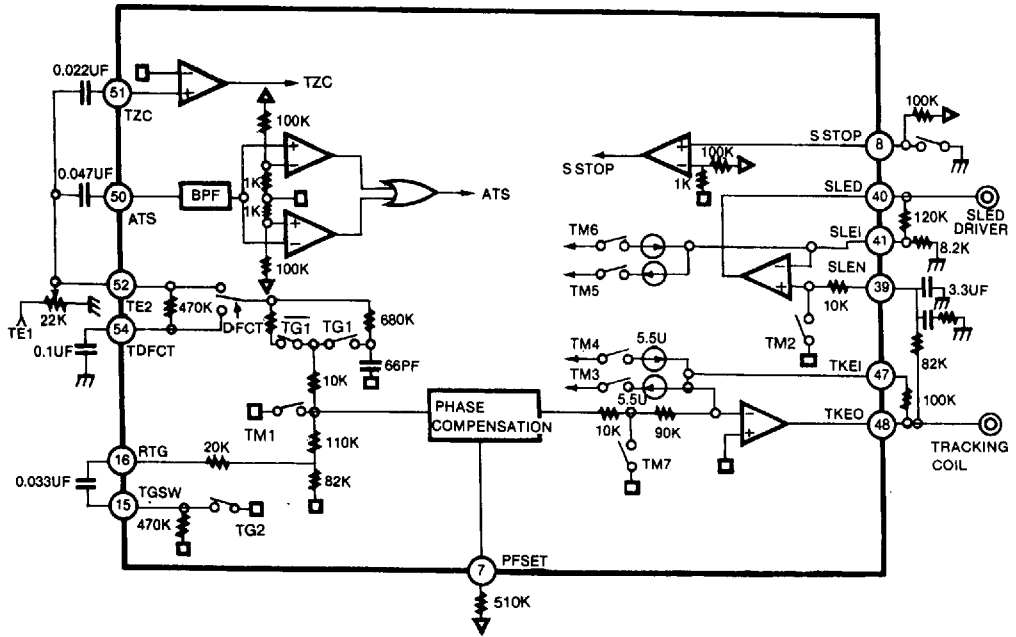 0.022UF
51
TZC
TZC
100K
1K
1K
100K
0.047UF
50
ATS
BPF
ATS
S STOP
100K
1K
S STOP
8
100K
SLED
40
120K
SLED
DRIVER
SLEI
41
8.2K
TM6
TM5
SLEN
10K
39
3.3UF
TM2
82K
52
TE2
470K
22K
TE1
54
TDFCT
0.1UF
DFCT
TG1
TG1
680K
66PF
10K
TM1
110K
82K
PHASE
COMPENSATION
TM4
5.5U
TM3
5.5U
10K
90K
TM7
TKEI
47
100K
TKEO
48
TRACKING
COIL
16
RTG
20K
0.033UF
15
TGSW
470K
TG2
7
PFSET
510K